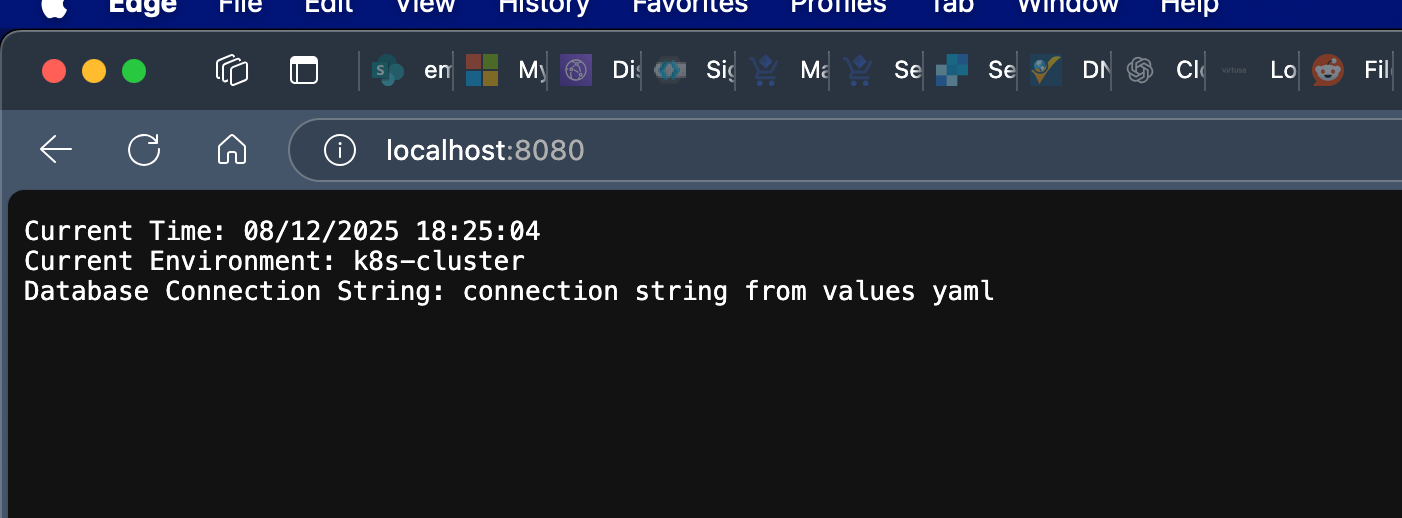 Edge File Edit View History Favorites Profiles Tab Window Help
S em My Dis Sig Ma Se Se DN Clo virtuse Lo Fil
localhost:8080
Current Time: 08/12/2025 18:25:04
Current Environment: k8s-cluster
Database Connection String: connection string from values yaml